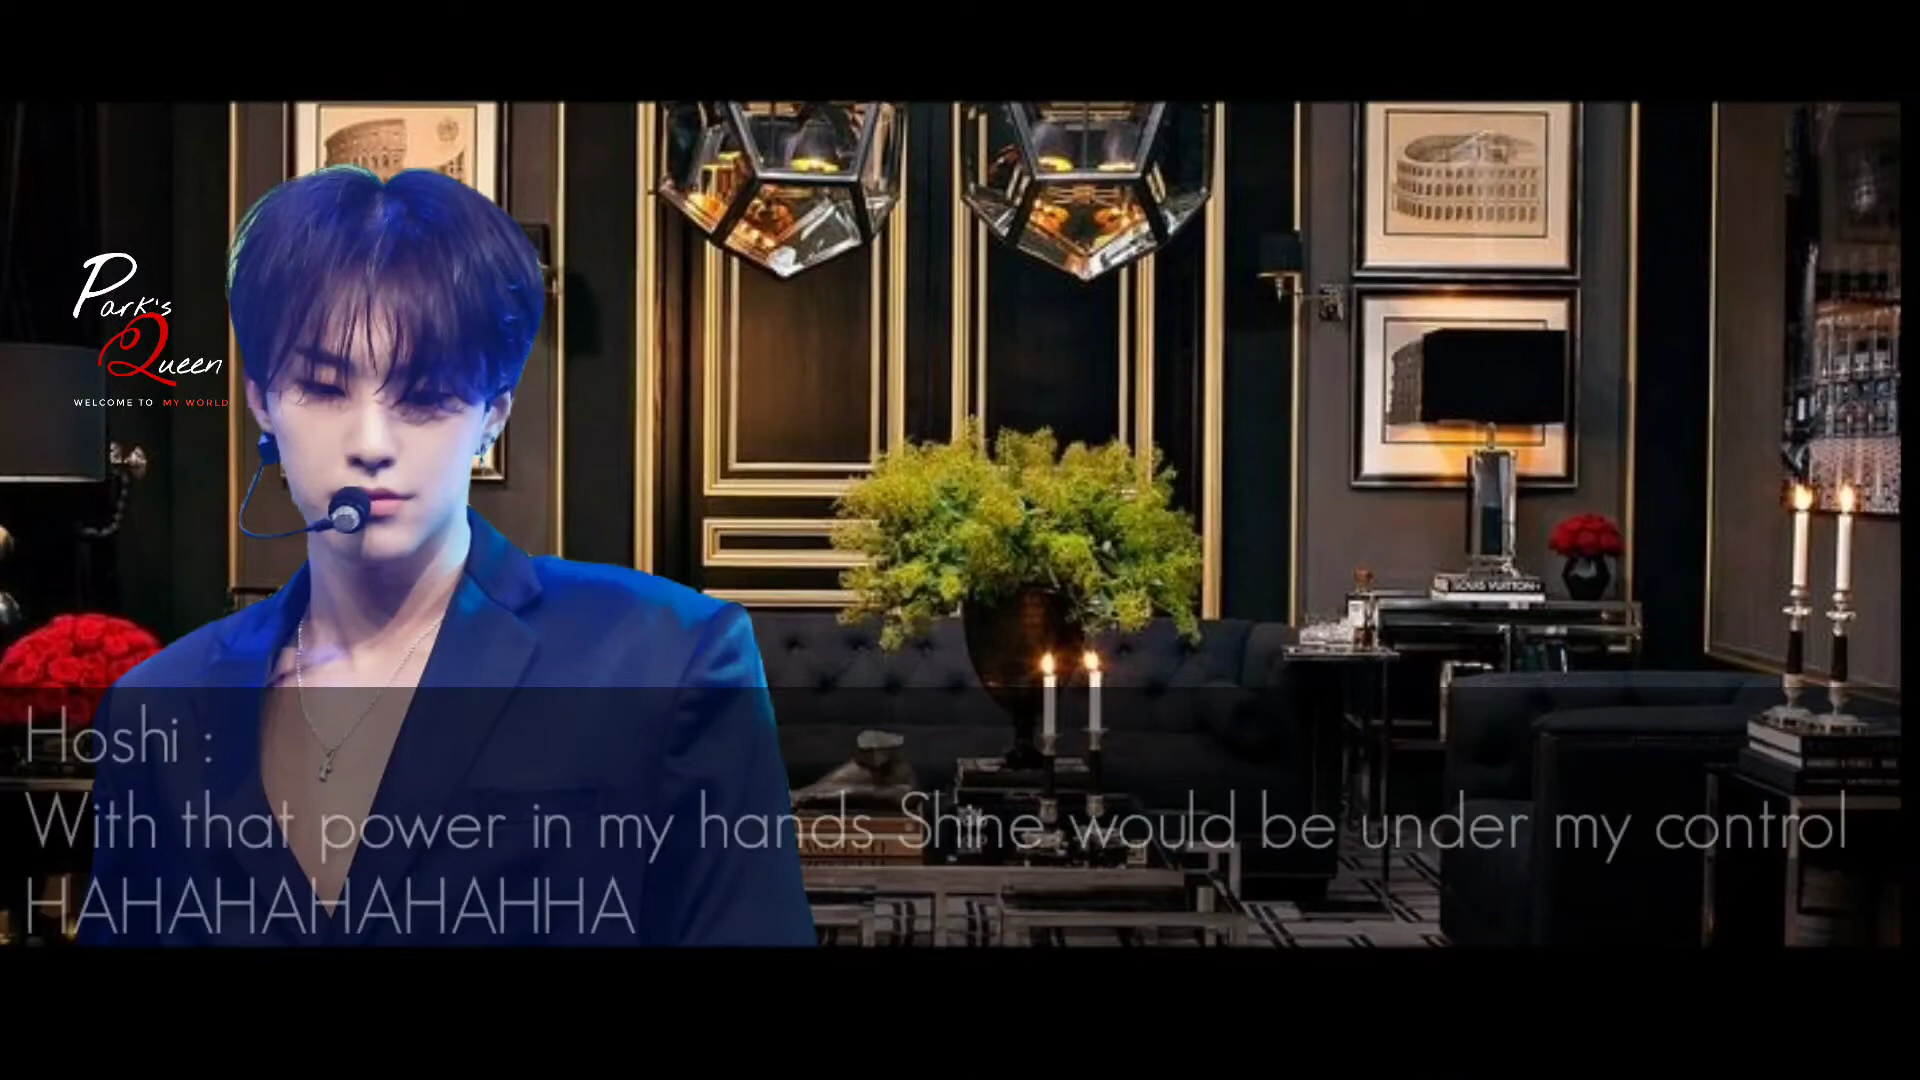 Park's
Queen
WELCOME TO MY WORLD
LOUIS VUITTON
Hoshi :
With that power in my hands Shine would be under my control
HAHAHAHAHAHHA